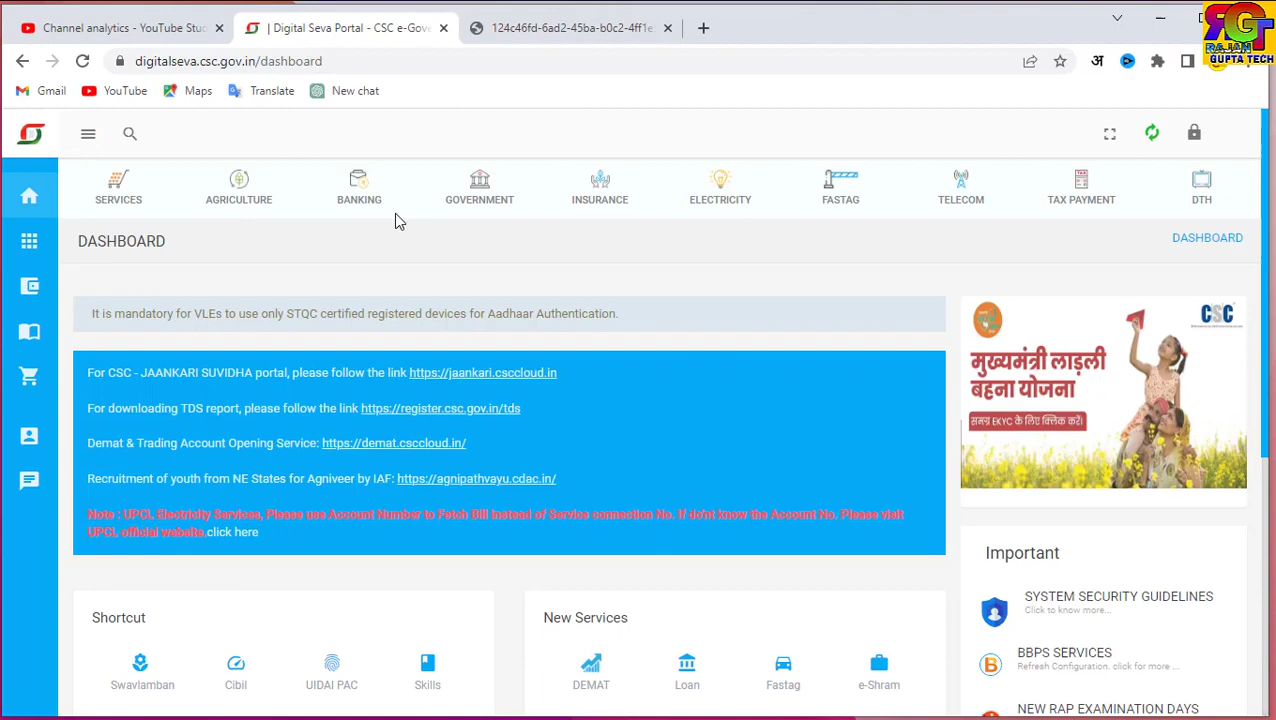 Channel analytics - YouTube Stu
| Digital Seva Portal - CSC e-Gov
124c46fd-6ad2-45ba-b0c2-4ff1e
RGT
RAJAN
GUPTA TECH
digitalseva.csc.gov.in/dashboard
अ
Gmail YouTube Maps Translate New chat
SERVICES AGRICULTURE BANKING GOVERNMENT INSURANCE ELECTRICITY FASTAG TELECOM TAX PAYMENT DTH
DASHBOARD
DASHBOARD
It is mandatory for VLEs to use only STQC certified registered devices for Aadhaar Authentication.
For CSC - JAANKARI SUVIDHA portal, please follow the link https://jaankari.csccloud.in
For downloading TDS report, please follow the link https://register.csc.gov.in/tds
Demat & Trading Account Opening Service: https://demat.csccloud.in/
Recruitment of youth from NE States for Agniveer by IAF: https://agnipathvayu.cdac.in/
Note : UPCL Electricity Services, Please use Account Number to Fetch Bill instead of Service connection No. If do'nt know the Account No. Please visit
UPCL official website.click here
CSC
मुख्यमंत्री लाड़ली
बहना योजना
समग्र EKYC के लिए क्लिक करें
Shortcut
Swavlamban Cibil UIDAI PAC Skills
New Services
DEMAT Loan Fastag e-Shram
Important
SYSTEM SECURITY GUIDELINES
Click to know more...
BBPS SERVICES
Refresh Configuration. click for more ...
NEW RAP EXAMINATION DAYS